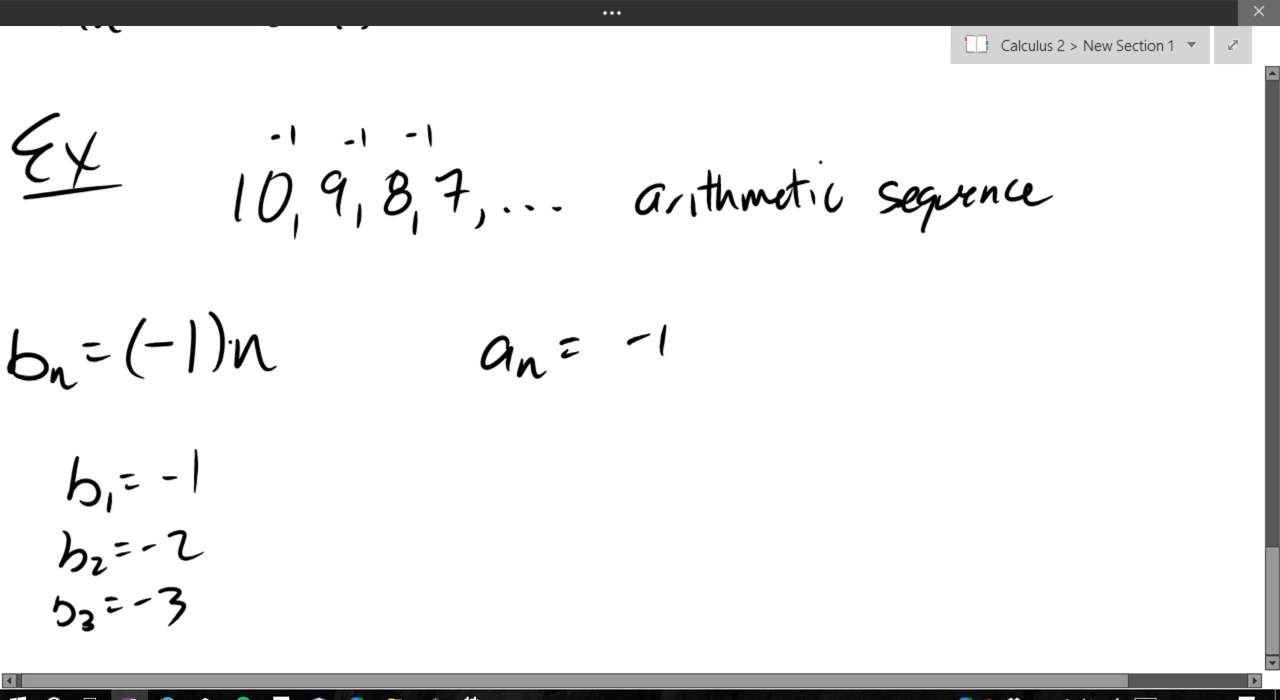 Calculus 2 > New Section 1
-1 -1 -1
Ex 10, 9, 8, 7, ... arithmetic sequence
bₙ = (-1)·n aₙ = -1
b₁ = -1
b₂ = -2
b₃ = -3